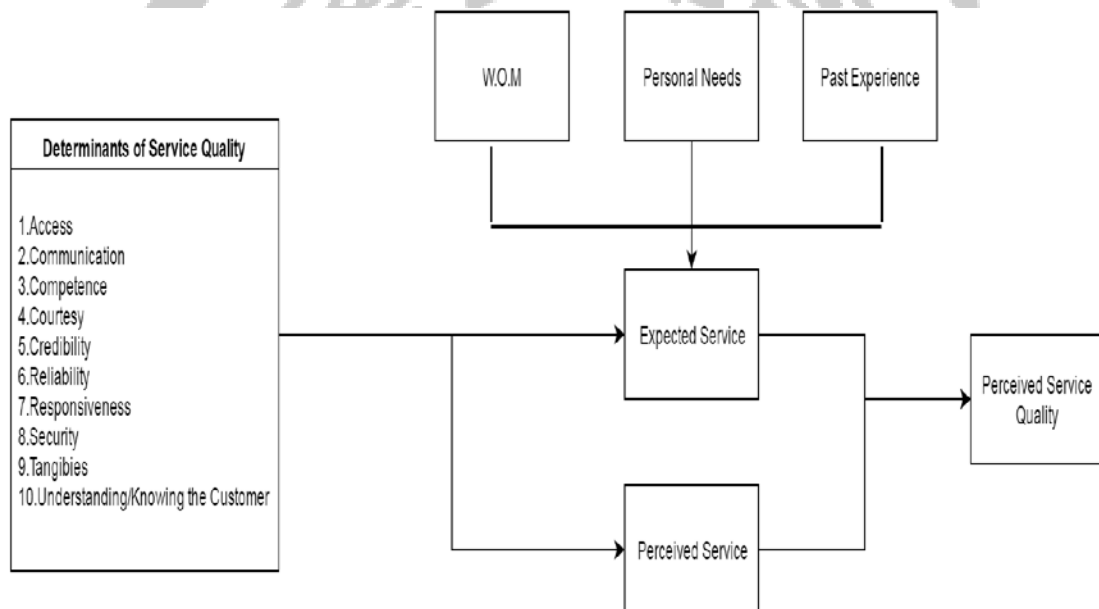 W.O.M
Personal Needs
Past Experience
Determinants of Service Quality
1.Access
2.Communication
3.Competence
4.Courtesy
5.Credibility
6.Reliability
7.Responsiveness
8.Security
9.Tangibies
10.Understanding/Knowing the Customer
Expected Service
Perceived Service
Quality
Perceived Service